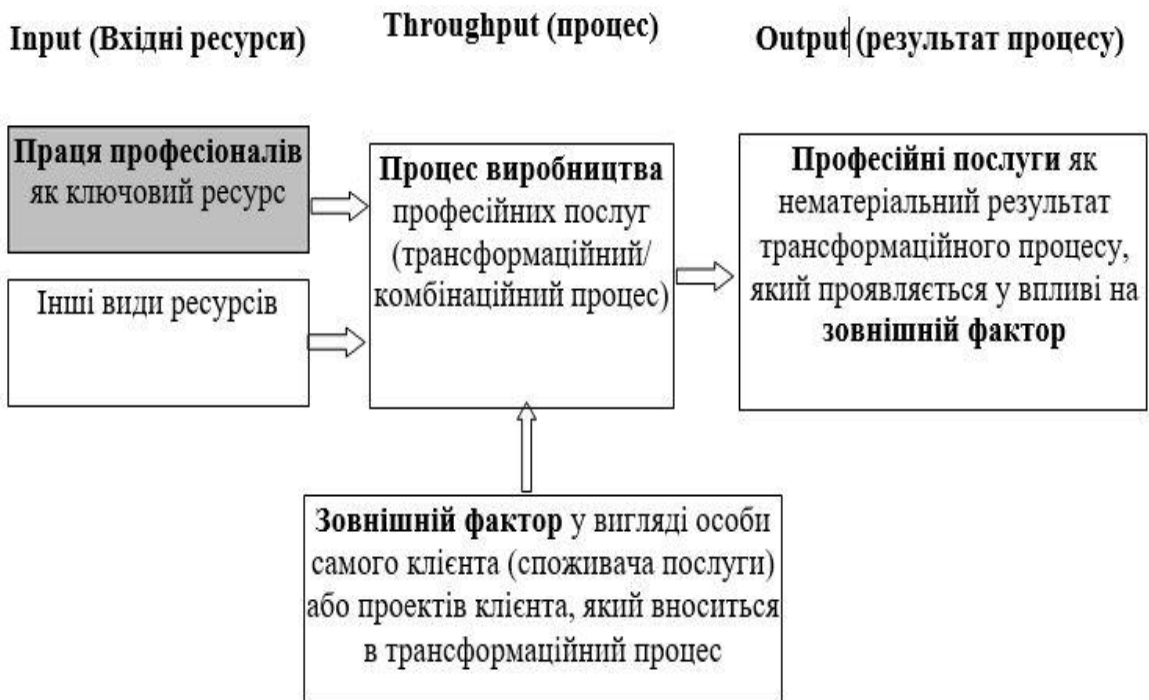 Input (Вхідні ресурси)
Throughput (процес)
Output (результат процесу)
Праця професіоналів
як ключовий ресурс
Інші види ресурсів
Процес виробництва
професійних послуг
(трансформаційний/
комбінаційний процес)
Професійні послуги як
нематеріальний результат
трансформаційного процесу,
який проявляється у впливі на
зовнішній фактор
Зовнішній фактор у вигляді особи
самого клієнта (споживача послуги)
або проектів клієнта, який вноситься
в трансформаційний процес